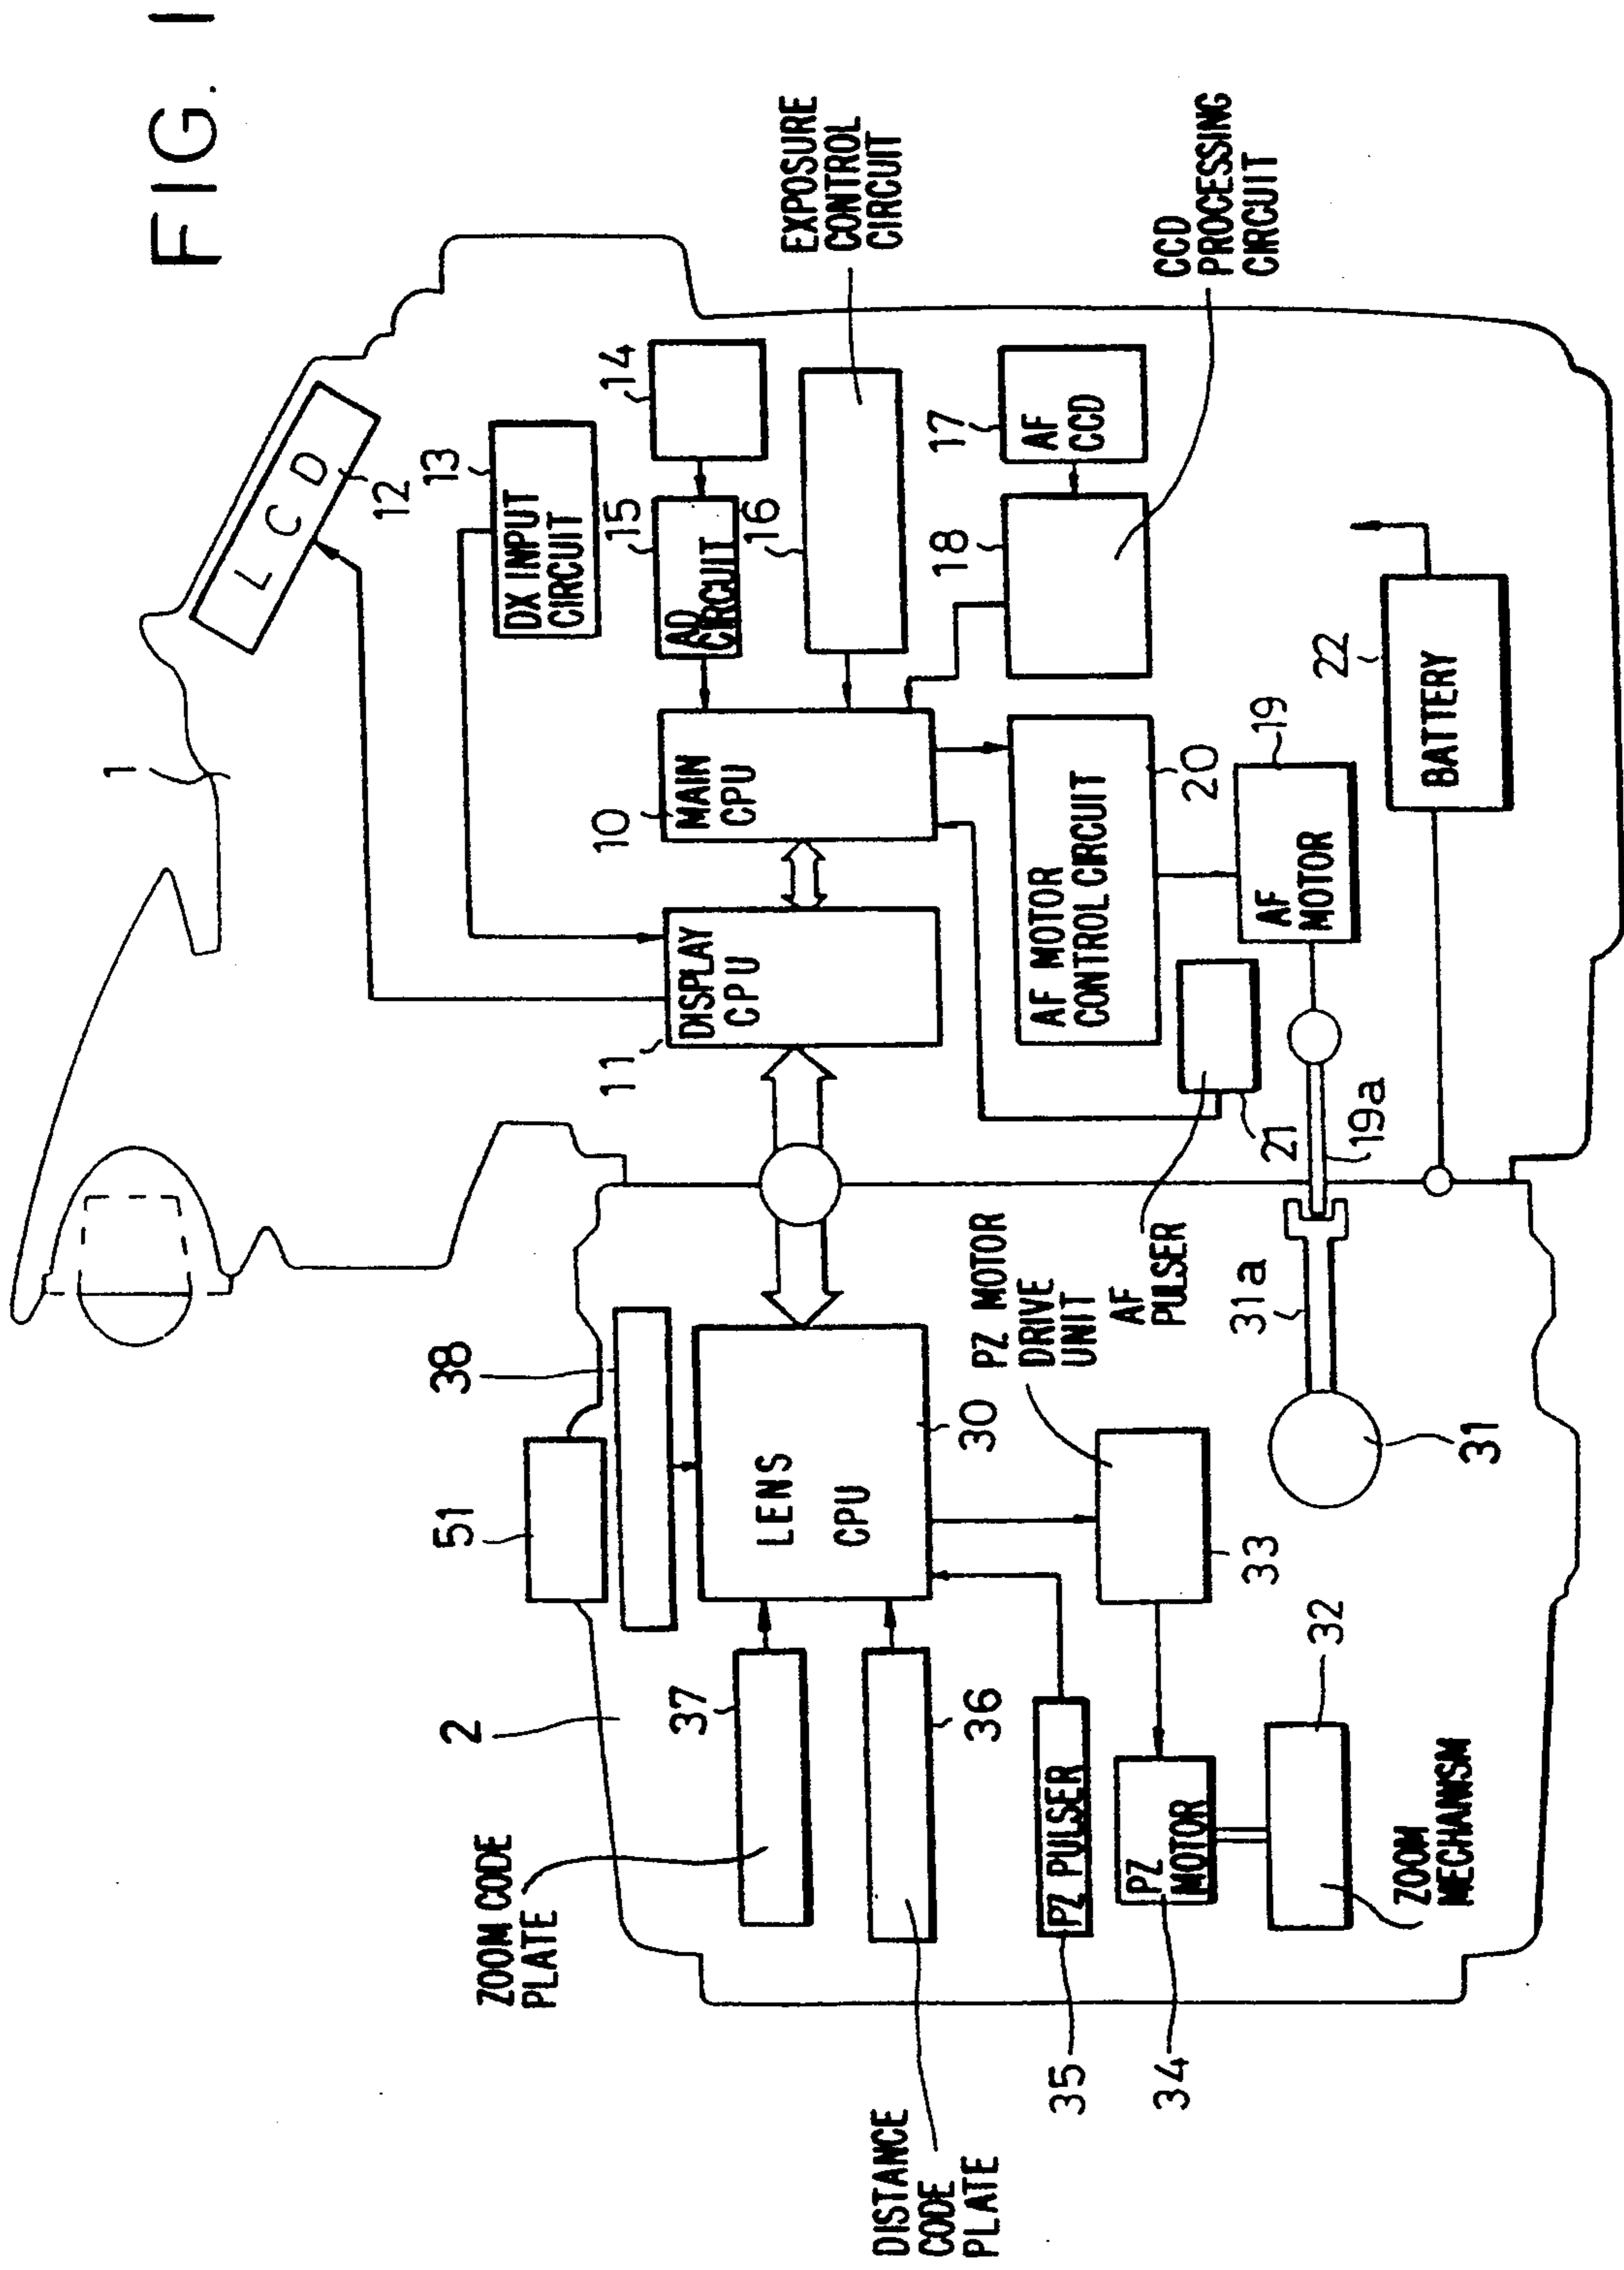 FIG. 1
1
L C D
12
13
DX INPUT
CIRCUIT
14
15
AD
CIRCUIT
16
EXPOSURE
CONTROL
CIRCUIT
17
AF
CCD
18
CCD
PROCESSING
CIRCUIT
10
MAIN
CPU
11
DISPLAY
CPU
AF MOTOR
CONTROL CIRCUIT
20
19
AF
MOTOR
22
BATTERY
21
19a
AF
PULSER
PZ MOTOR
DRIVE
UNIT
31a
31
38
51
LENS
CPU
30
33
2
37
36
32
ZOOM CODE
PLATE
PZ PULSER
PZ
MOTOR
ZOOM
MECHANISM
35
34
DISTANCE
CODE
PLATE